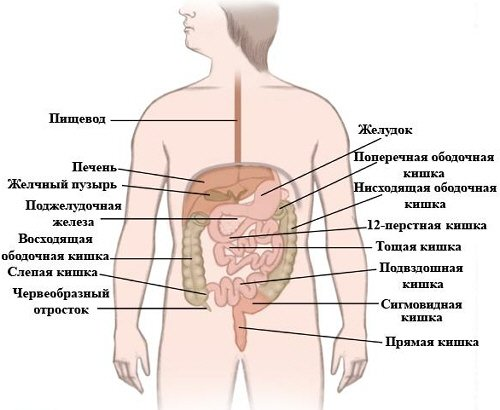 Пищевод
Печень
Желчный пузырь
Поджелудочная
железа
Восходящая
ободочная кишка
Слепая кишка
Червеобразный
отросток
Желудок
Поперечная ободочная
кишка
Нисходящая ободочная
кишка
12-перстная кишка
Тощая кишка
Подвздошная
кишка
Сигмовидная
кишка
Прямая кишка